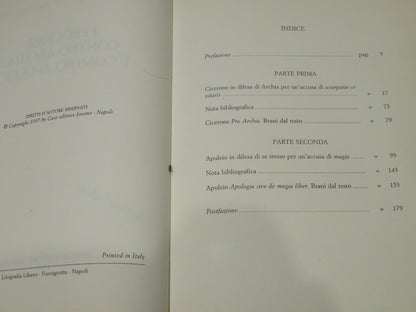 DIRITTI D'AUTORE RISERVATI
© Copyright 1997 by Casa editrice Jovene - Napoli
Printed in Italy
Litografia Libero - Fuorigrotta - Napoli
INDICE
Prefazione pag. 9
PARTE PRIMA
Cicerone in difesa di Archia per un'accusa di usurpatio ci-
vitatis » 17
Nota bibliografica » 73
Cicerone Pro Archia. Brani dal testo » 79
PARTE SECONDA
Apuleio in difesa di se stesso per un'accusa di magia » 99
Nota bibliografica » 145
Apuleio Apologia sive de magia liber. Brani dal testo » 153
Postfazione » 179